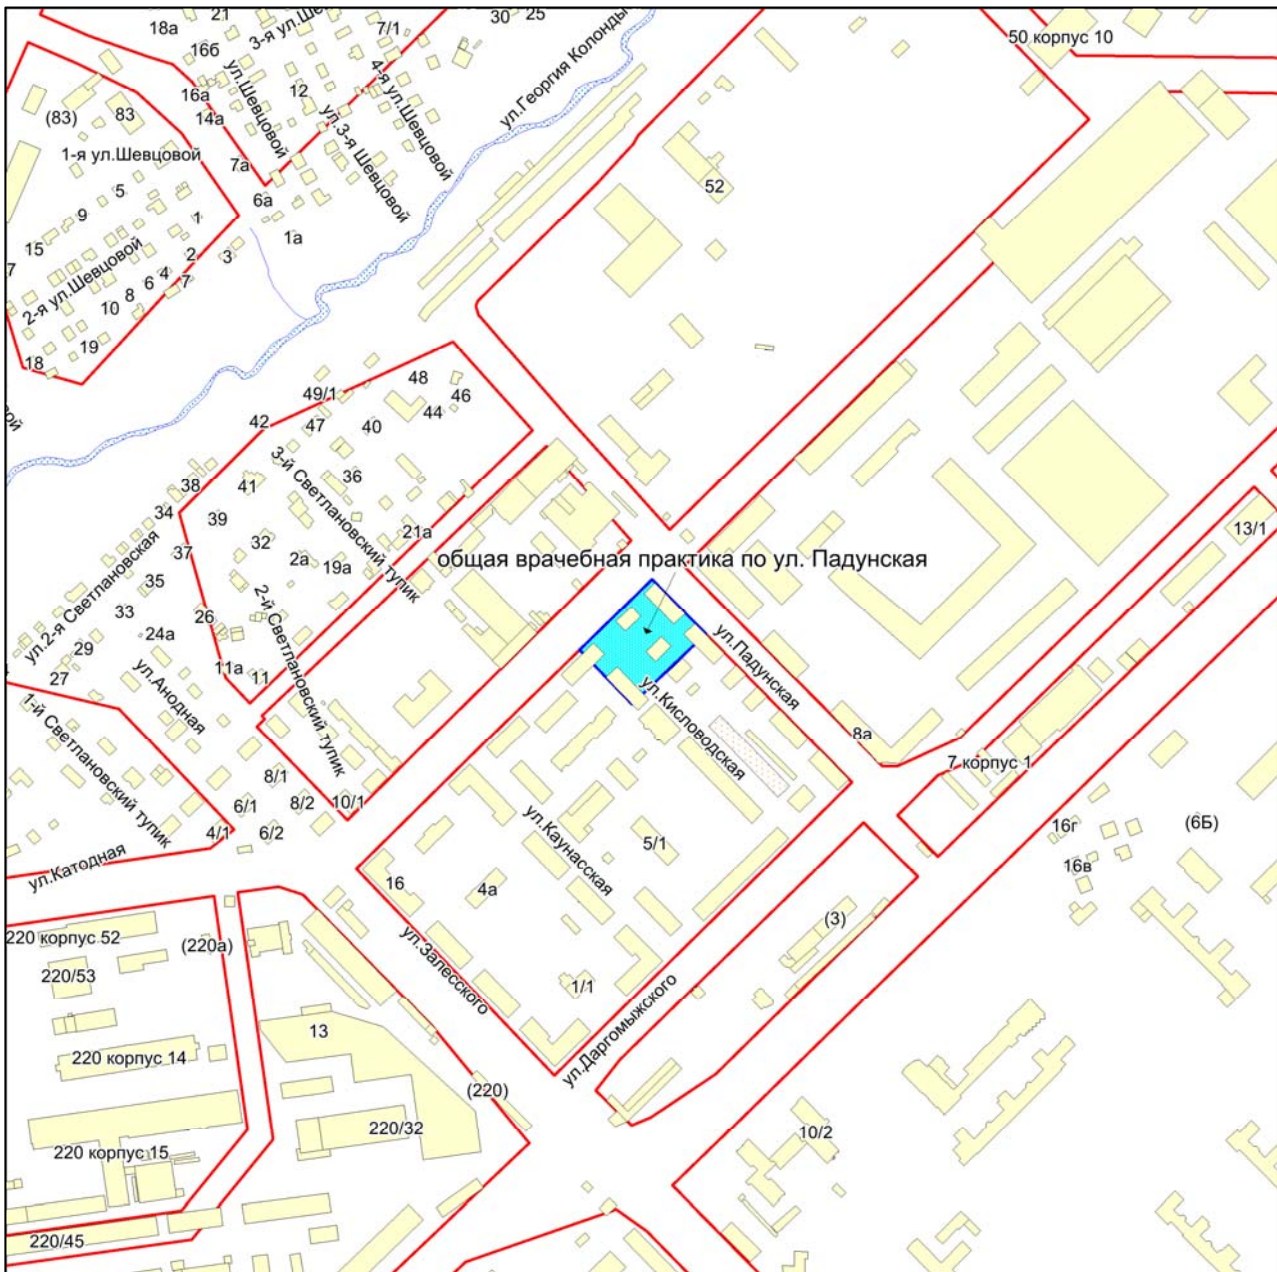 18а
21
3-я ул.Ше
7/1
30
25
50 корпус 10
16б
ул.Шевцовой
4-я ул.Шевцовой
ул.Георгия Колонды
(83)
83
16а
14а
12
ул.3-я Шевцовой
1-я ул.Шевцовой
7а
52
5
6а
9
1
15
1а
2
3
7
2-я ул.Шевцовой
4
7
6
8
10
19
18
вой
48
49/1
46
44
42
47
40
3-й Светлановский тупик
36
38
41
34
39
21а
13/1
32
37
2а
19а
общая врачебная практика по ул. Падунская
ул.2-я Светлановская
35
2-й Светлановский тупик
33
26
24а
29
ул.Падунская
11а
11
27
ул.Анодная
ул.Кисловодская
1-й Светлановский тупик
8а
7 корпус 1
8/1
8/2
10/1
6/1
6/2
4/1
16г
(6Б)
ул.Каунасская
5/1
16в
ул.Катодная
16
4а
(3)
220 корпус 52
(220а)
ул.Залесского
220/53
1/1
ул.Даргомыжского
13
220 корпус 14
(220)
220/32
10/2
220 корпус 15
220/45